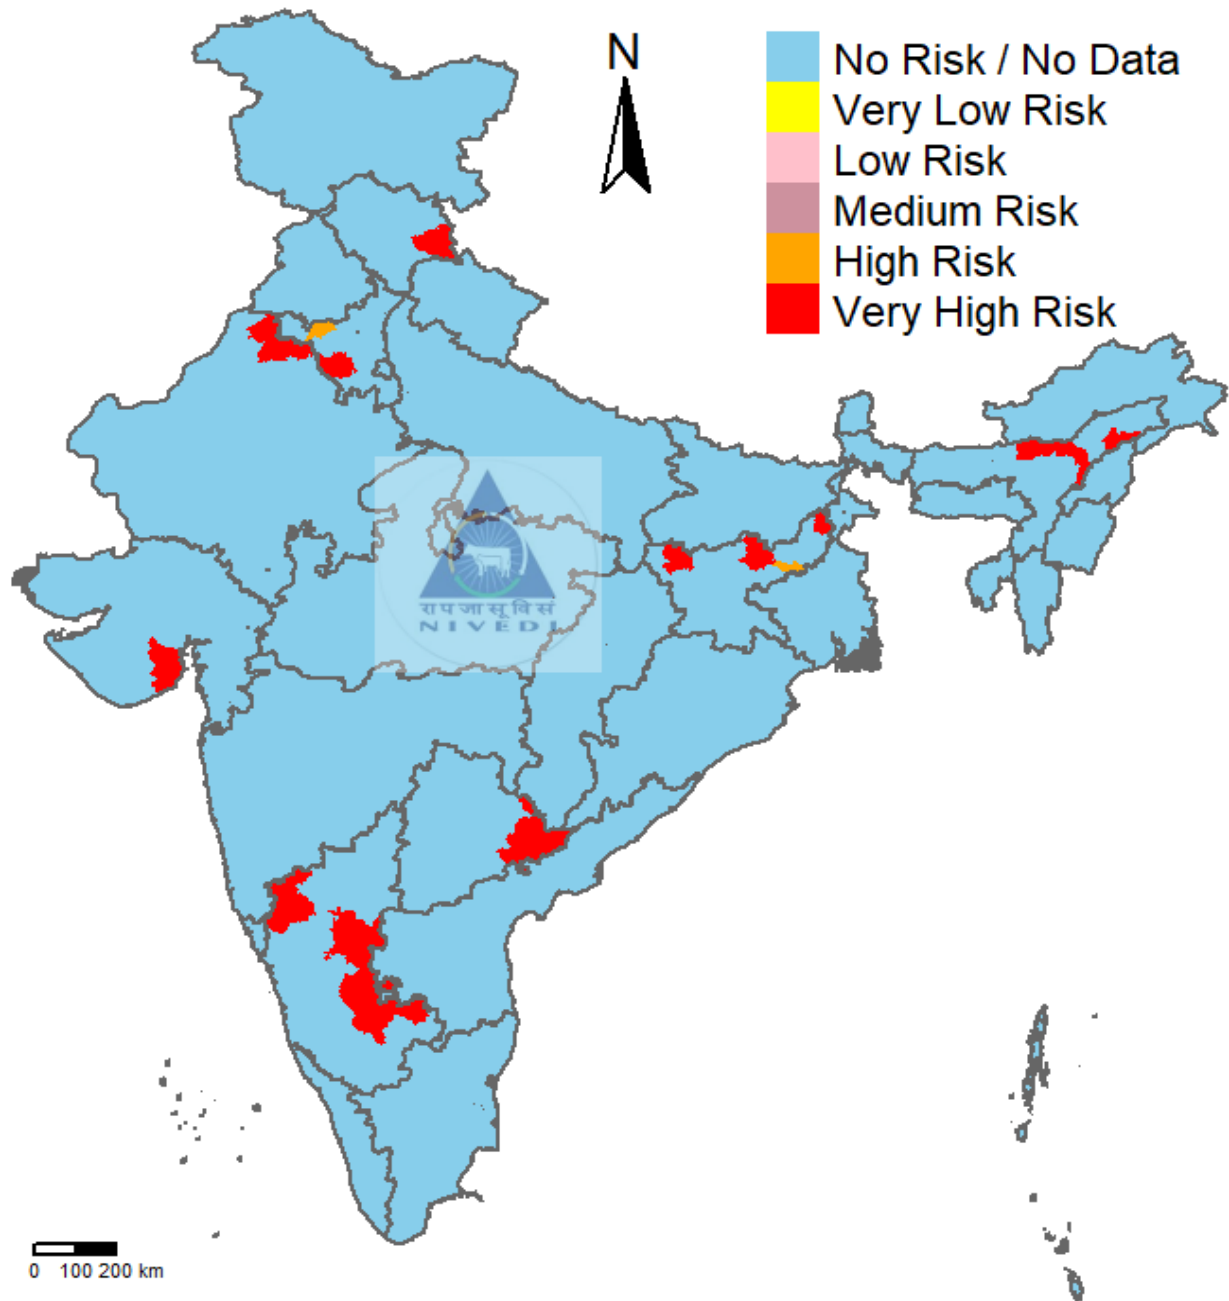 N
No Risk / No Data
Very Low Risk
Low Risk
Medium Risk
High Risk
Very High Risk
रापजासूविसं
NIVEDI
0 100 200 km